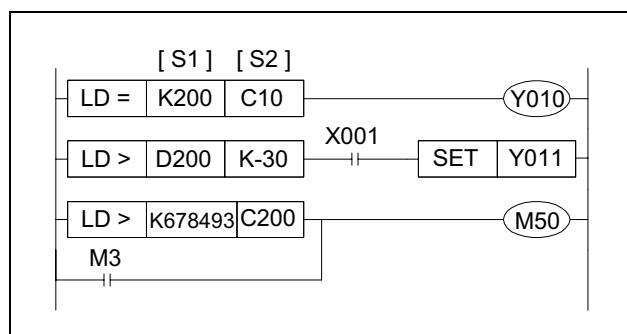 [ S1 ] [ S2 ]
LD = K200 C10 Y010
X001
LD > D200 K-30 SET Y011
LD > K678493 C200 M50
M3